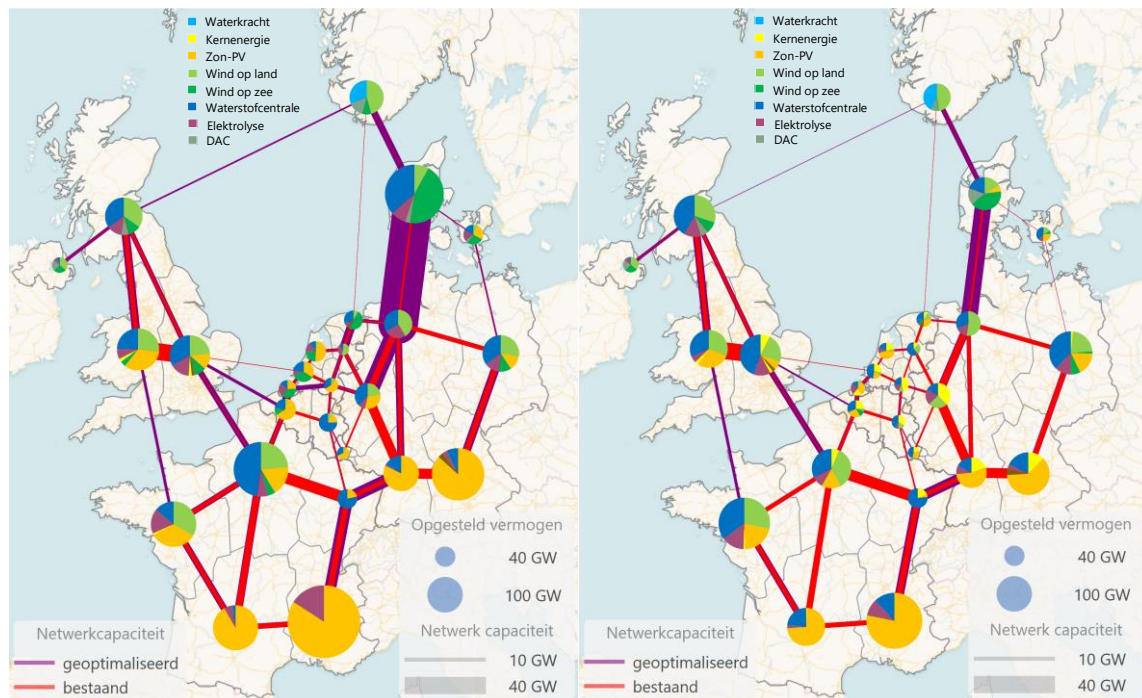 Waterkracht
Kernenergie
Zon-PV
Wind op land
Wind op zee
Waterstofcentrale
Elektrolyse
DAC
Opgesteld vermogen
40 GW
100 GW
Netwerkcapaciteit
geoptimaliseerd
bestaand
Netwerk capaciteit
10 GW
40 GW
Waterkracht
Kernenergie
Zon-PV
Wind op land
Wind op zee
Waterstofcentrale
Elektrolyse
DAC
Opgesteld vermogen
40 GW
100 GW
Netwerkcapaciteit
geoptimaliseerd
bestaand
Netwerk capaciteit
10 GW
40 GW